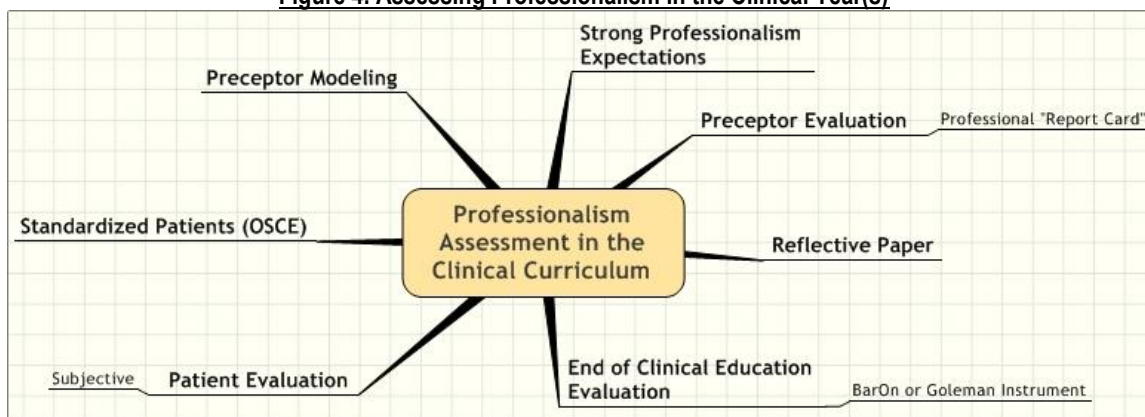 Figure 4. Assessing Professionalism in the Clinical Year(s)
Strong Professionalism
Expectations
Preceptor Modeling
Preceptor Evaluation
Professional "Report Card"
Professionalism
Assessment in the
Clinical Curriculum
Standardized Patients (OSCE)
Reflective Paper
End of Clinical Education
Evaluation
BarOn or Goleman Instrument
Subjective
Patient Evaluation